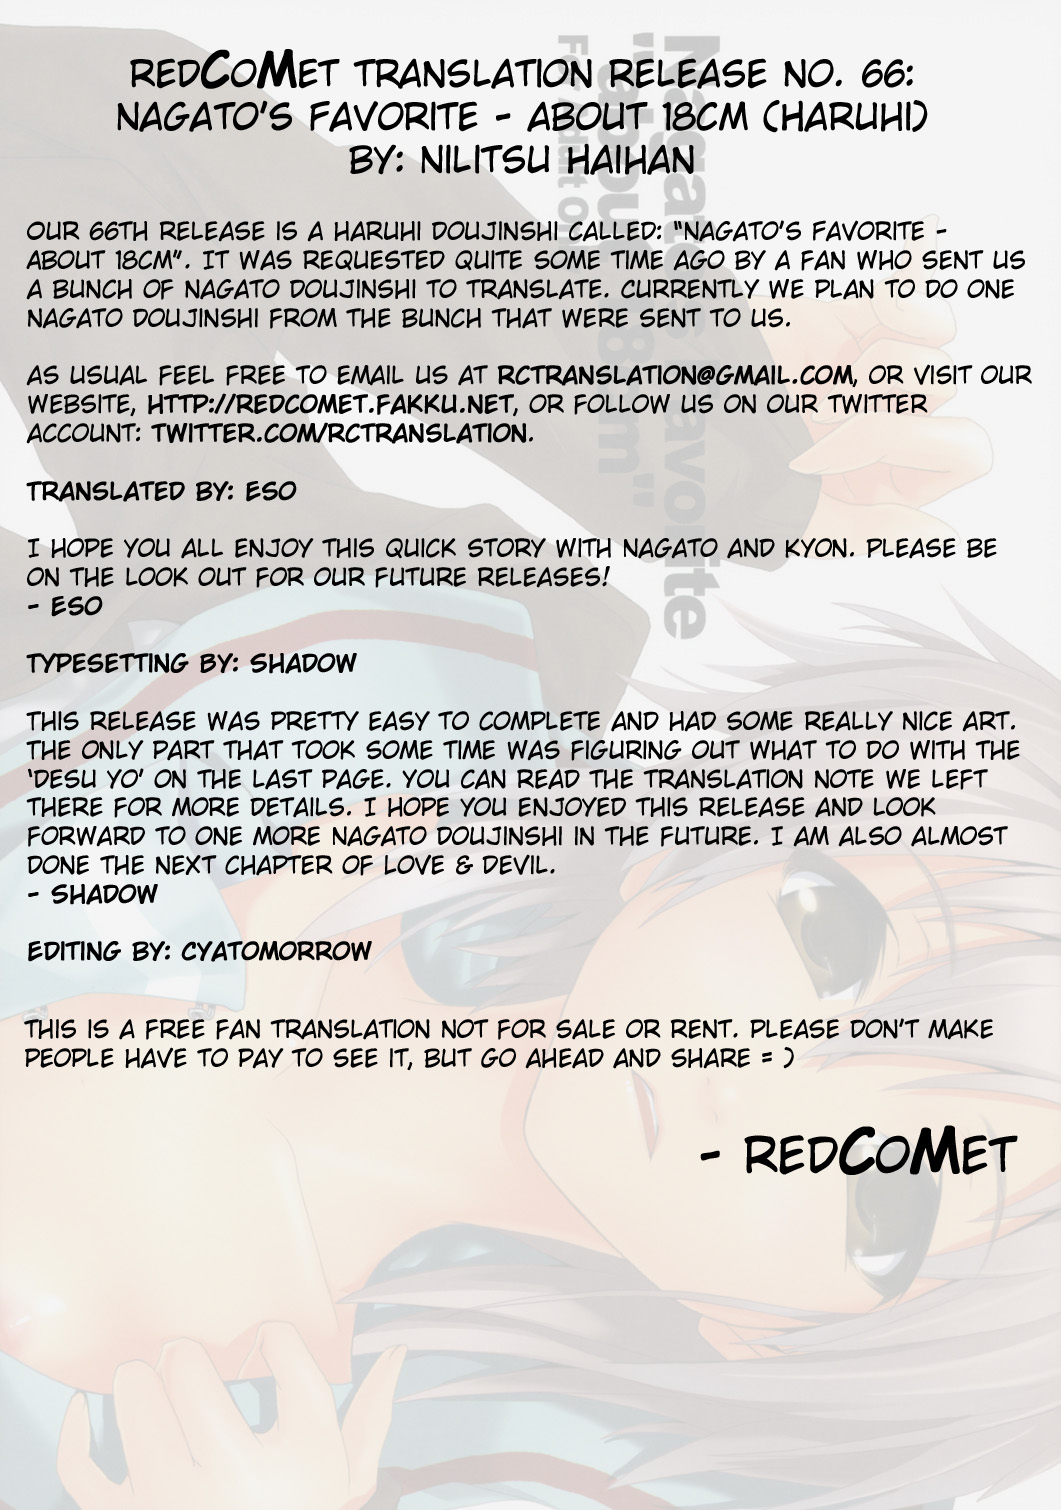 REDCOMET TRANSLATION RELEASE NO. 66:
NAGATO'S FAVORITE - ABOUT 18CM (HARUHI)
BY: NILITSU HAIHAN
OUR 66TH RELEASE IS A HARUHI DOUJINSHI CALLED: "NAGATO'S FAVORITE -
ABOUT 18CM". IT WAS REQUESTED QUITE SOME TIME AGO BY A FAN WHO SENT US
A BUNCH OF NAGATO DOUJINSHI TO TRANSLATE. CURRENTLY WE PLAN TO DO ONE
NAGATO DOUJINSHI FROM THE BUNCH THAT WERE SENT TO US.
AS USUAL FEEL FREE TO EMAIL US AT RCTRANSLATION@GMAIL.COM, OR VISIT OUR
WEBSITE, HTTP://REDCOMET.FAKKU.NET, OR FOLLOW US ON OUR TWITTER
ACCOUNT: TWITTER.COM/RCTRANSLATION.
TRANSLATED BY: ESO
I HOPE YOU ALL ENJOY THIS QUICK STORY WITH NAGATO AND KYON. PLEASE BE
ON THE LOOK OUT FOR OUR FUTURE RELEASES!
- ESO
TYPESETTING BY: SHADOW
THIS RELEASE WAS PRETTY EASY TO COMPLETE AND HAD SOME REALLY NICE ART.
THE ONLY PART THAT TOOK SOME TIME WAS FIGURING OUT WHAT TO DO WITH THE
'DESU YO' ON THE LAST PAGE. YOU CAN READ THE TRANSLATION NOTE WE LEFT
THERE FOR MORE DETAILS. I HOPE YOU ENJOYED THIS RELEASE AND LOOK
FORWARD TO ONE MORE NAGATO DOUJINSHI IN THE FUTURE. I AM ALSO ALMOST
DONE THE NEXT CHAPTER OF LOVE & DEVIL.
- SHADOW
EDITING BY: CYATOMORROW
THIS IS A FREE FAN TRANSLATION NOT FOR SALE OR RENT. PLEASE DON'T MAKE
PEOPLE HAVE TO PAY TO SEE IT, BUT GO AHEAD AND SHARE = )
- REDCOMET
Nagato's Favorite
"about 18cm"
For Adult